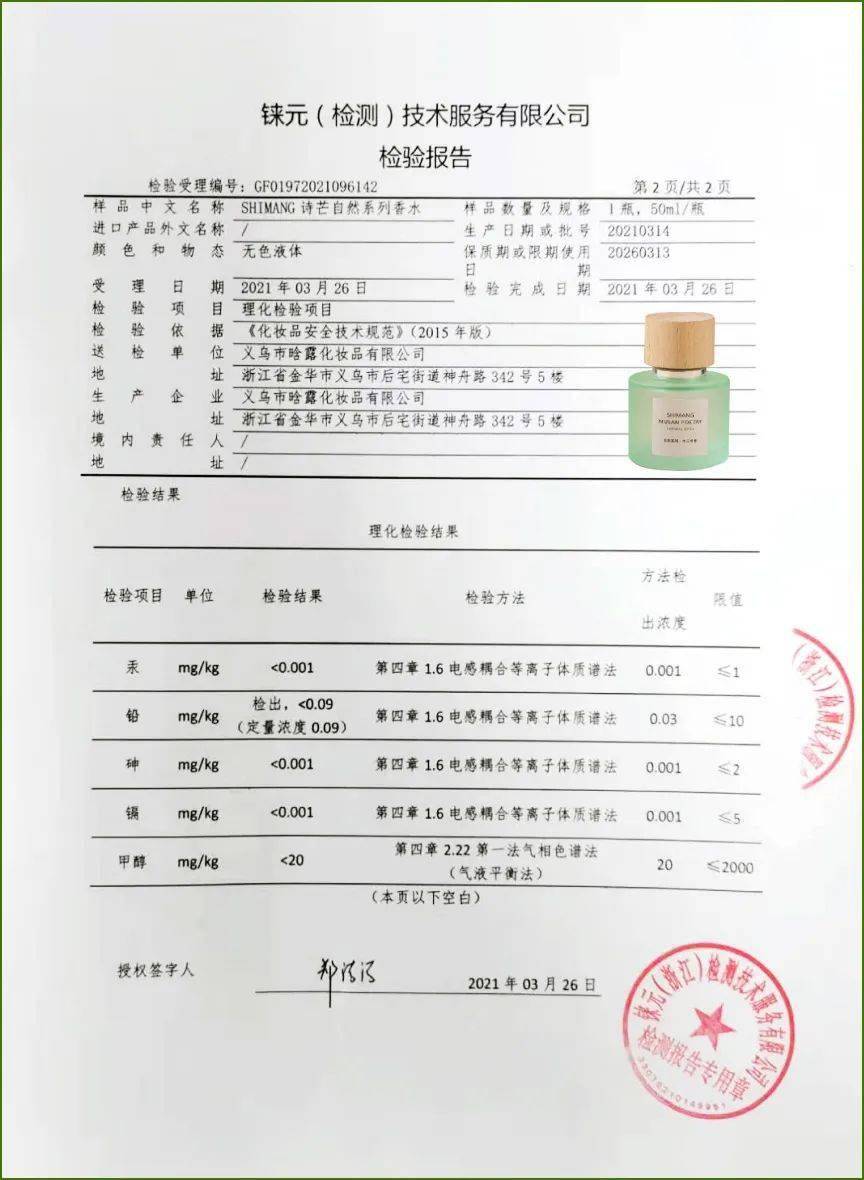 铼元（检测）技术服务有限公司
检验报告
检验受理编号：GF01972021096142 第 2 页/共 2 页
样品中文名称 SHIMANG 诗芒自然系列香水 样品数量及规格 1 瓶，50ml/瓶
进口产品外文名称 / 生产日期或批号 20210314
颜色和物态 无色液体 保质期或限期使用日期 20260313
受理日期 2021 年 03 月 26 日 检验完成日期 2021 年 03 月 26 日
检验项目 理化检验项目
检验依据 《化妆品安全技术规范》（2015 年版）
送检单位 义乌市晗露化妆品有限公司
地址 浙江省金华市义乌市后宅街道神舟路 342 号 5 楼
生产企业 义乌市晗露化妆品有限公司
地址 浙江省金华市义乌市后宅街道神舟路 342 号 5 楼
境内责任人 /
地址 /
SHIMANG
检验结果
理化检验结果
检验项目 单位 检验结果 检验方法 方法检出浓度 限值
汞 mg/kg <0.001 第四章 1.6 电感耦合等离子体质谱法 0.001 ≤1
铅 mg/kg 检出，<0.09（定量浓度 0.09） 第四章 1.6 电感耦合等离子体质谱法 0.03 ≤10
砷 mg/kg <0.001 第四章 1.6 电感耦合等离子体质谱法 0.001 ≤2
镉 mg/kg <0.001 第四章 1.6 电感耦合等离子体质谱法 0.001 ≤5
甲醇 mg/kg <20 第四章 2.22 第一法气相色谱法（气液平衡法） 20 ≤2000
（本页以下空白）
（浙江）检测技术服
授权签字人 2021 年 03 月 26 日
铼元（浙江）检测技术服务有限公司
检测报告专用章